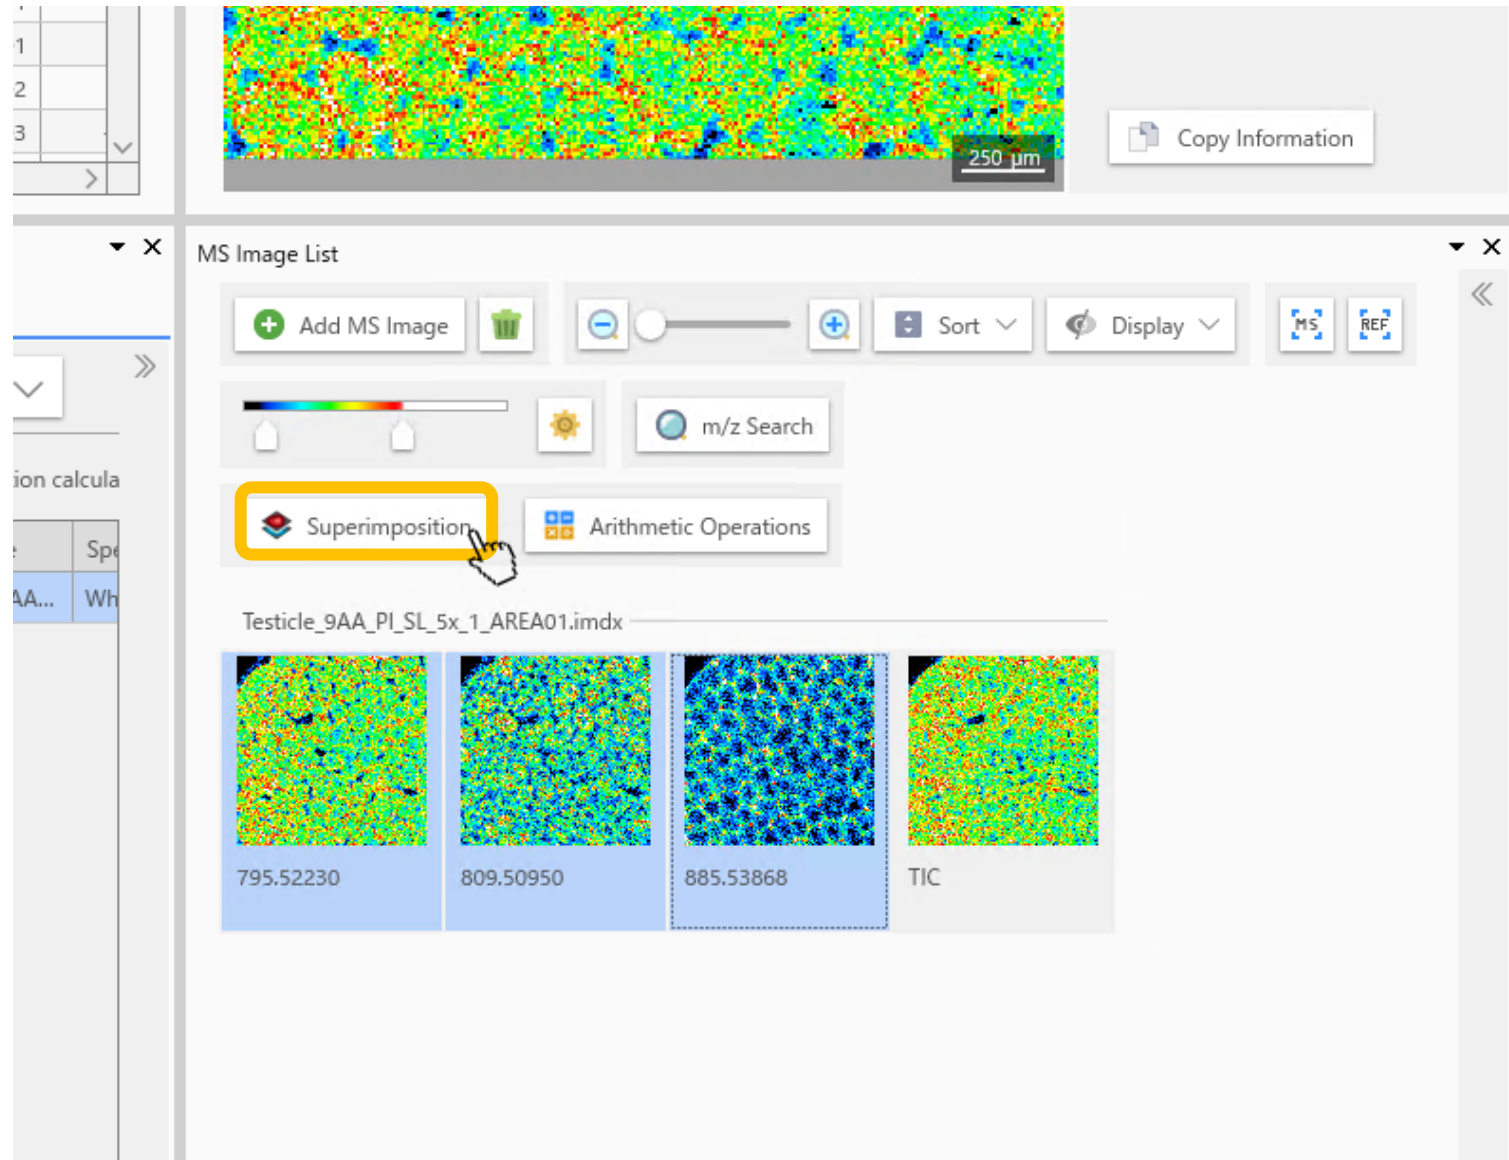 1
2
3
250 μm
Copy Information
MS Image List
Add MS Image
Sort
Display
MS
REF
m/z Search
ion calcula
Superimposition
Arithmetic Operations
Spe
AA...
Wh
Testicle_9AA_PI_SL_5x_1_AREA01.imdx
795.52230
809.50950
885.53868
TIC